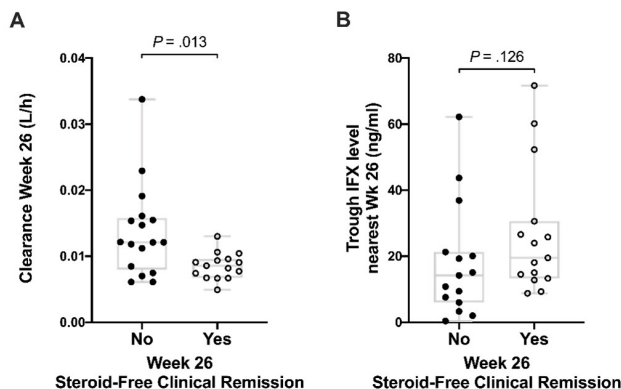 A
P = .013
Clearance Week 26 (L/h)
0.04
0.03
0.02
0.01
0.00
No Yes
Week 26
Steroid-Free Clinical Remission
B
P = .126
Trough IFX level
nearest Wk 26 (ng/ml)
80
60
40
20
0
No Yes
Week 26
Steroid-Free Clinical Remission